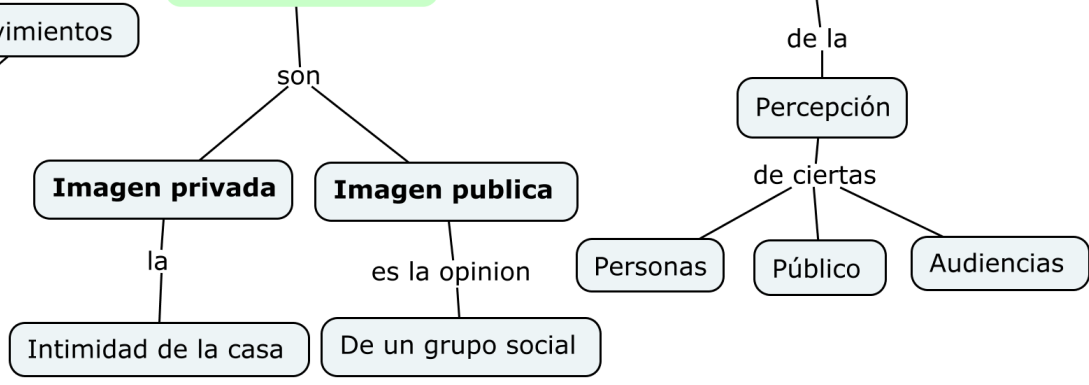 vimientos
son
de la
Percepción
de ciertas
Imagen privada
Imagen publica
la
es la opinion
Personas
Público
Audiencias
Intimidad de la casa
De un grupo social